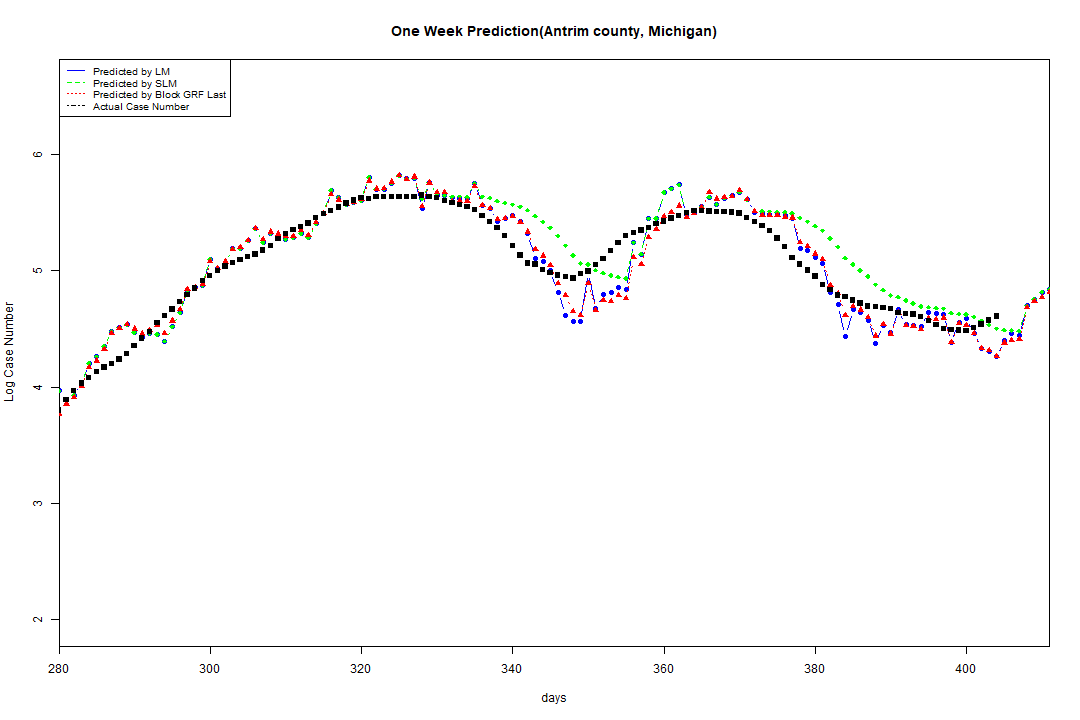 One Week Prediction(Antrim county, Michigan)
Predicted by LM
Predicted by SLM
Predicted by Block GRF Last
Actual Case Number
6
5
4
3
2
Log Case Number
280 300 320 340 360 380 400
days